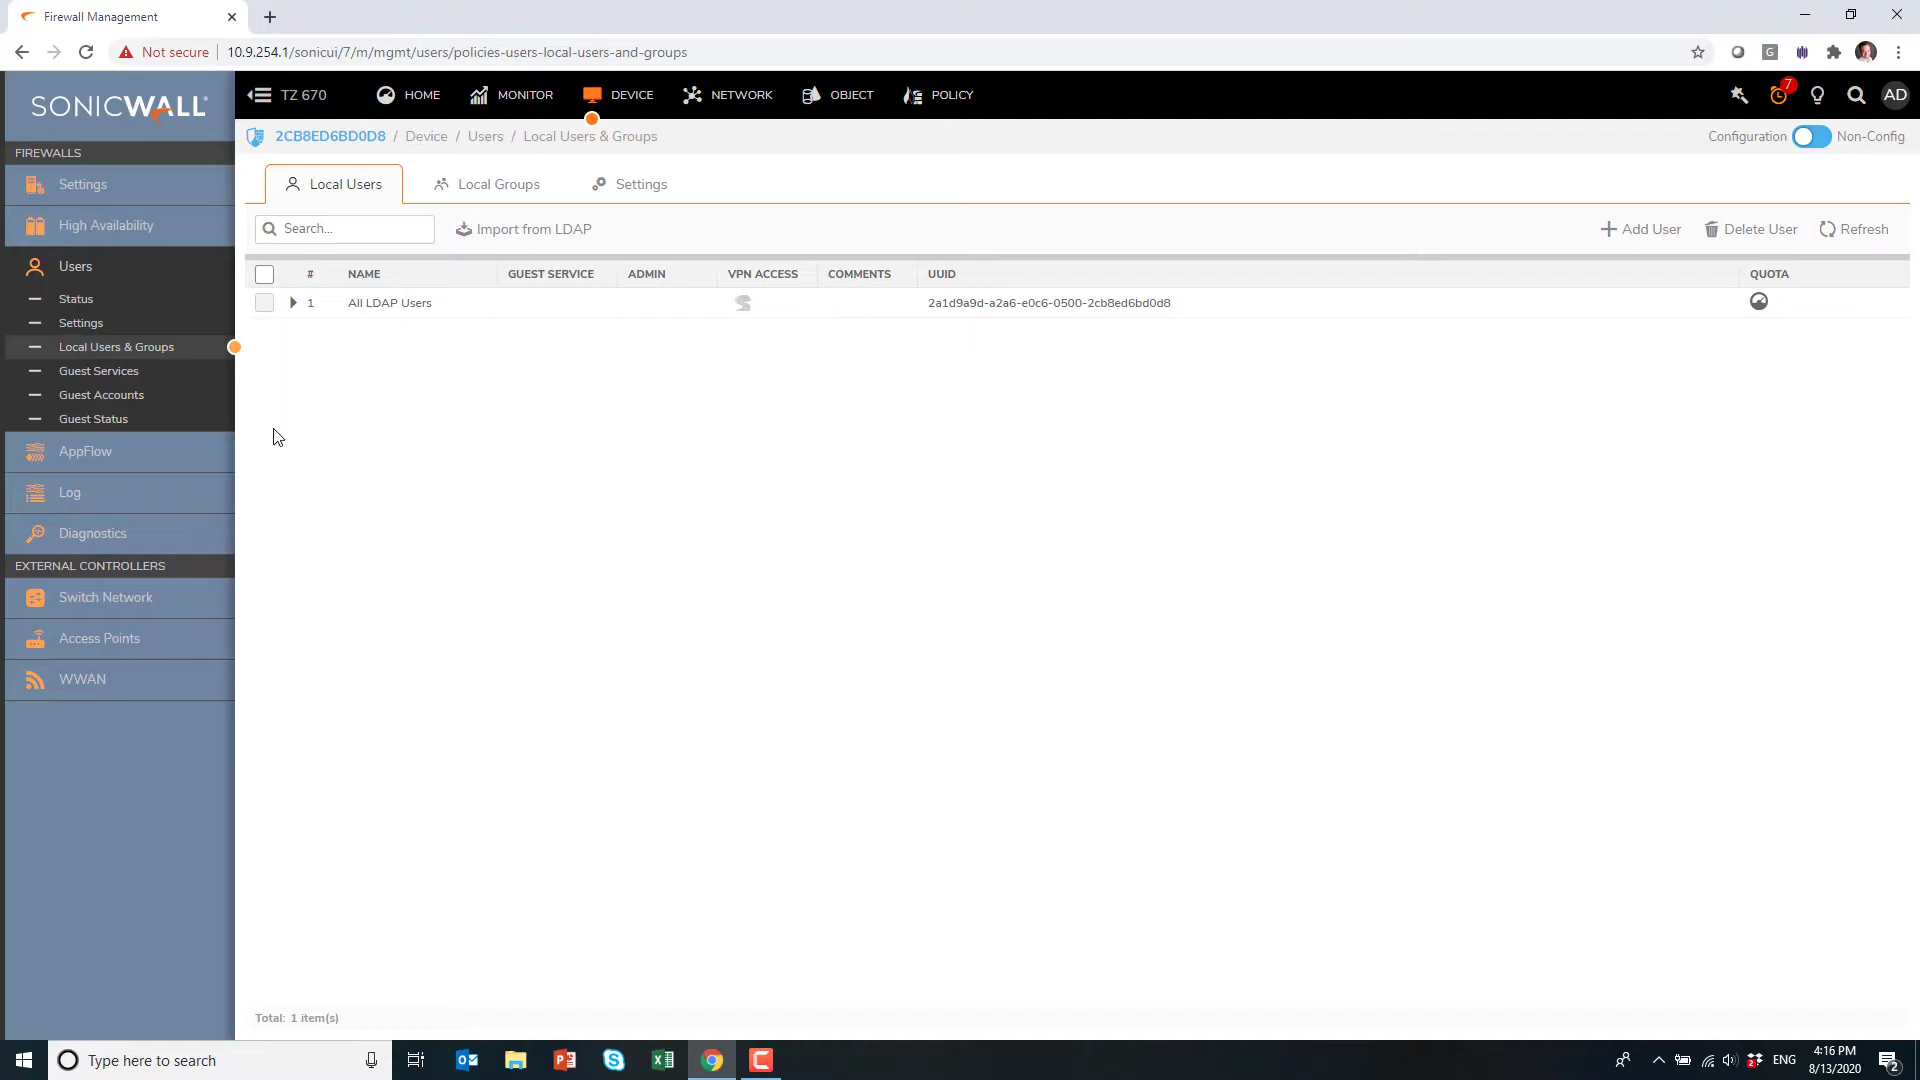 Firewall Management
Not secure 10.9.254.1/sonicui/7/m/mgmt/users/policies-users-local-users-and-groups
G
SONICWALL
TZ 670 HOME MONITOR DEVICE NETWORK OBJECT POLICY 7 AD
2CB8ED6BD0D8 / Device / Users / Local Users & Groups Configuration Non-Config
FIREWALLS
Settings
High Availability
Users
Status
Settings
Local Users & Groups
Guest Services
Guest Accounts
Guest Status
AppFlow
Log
Diagnostics
EXTERNAL CONTROLLERS
Switch Network
Access Points
WWAN
Local Users Local Groups Settings
Search... Import from LDAP Add User Delete User Refresh
# NAME GUEST SERVICE ADMIN VPN ACCESS COMMENTS UUID QUOTA
1 All LDAP Users 2a1d9a9d-a2a6-e0c6-0500-2cb8ed6bd0d8
Total: 1 item(s)
Type here to search
ENG
4:16 PM
8/13/2020
2